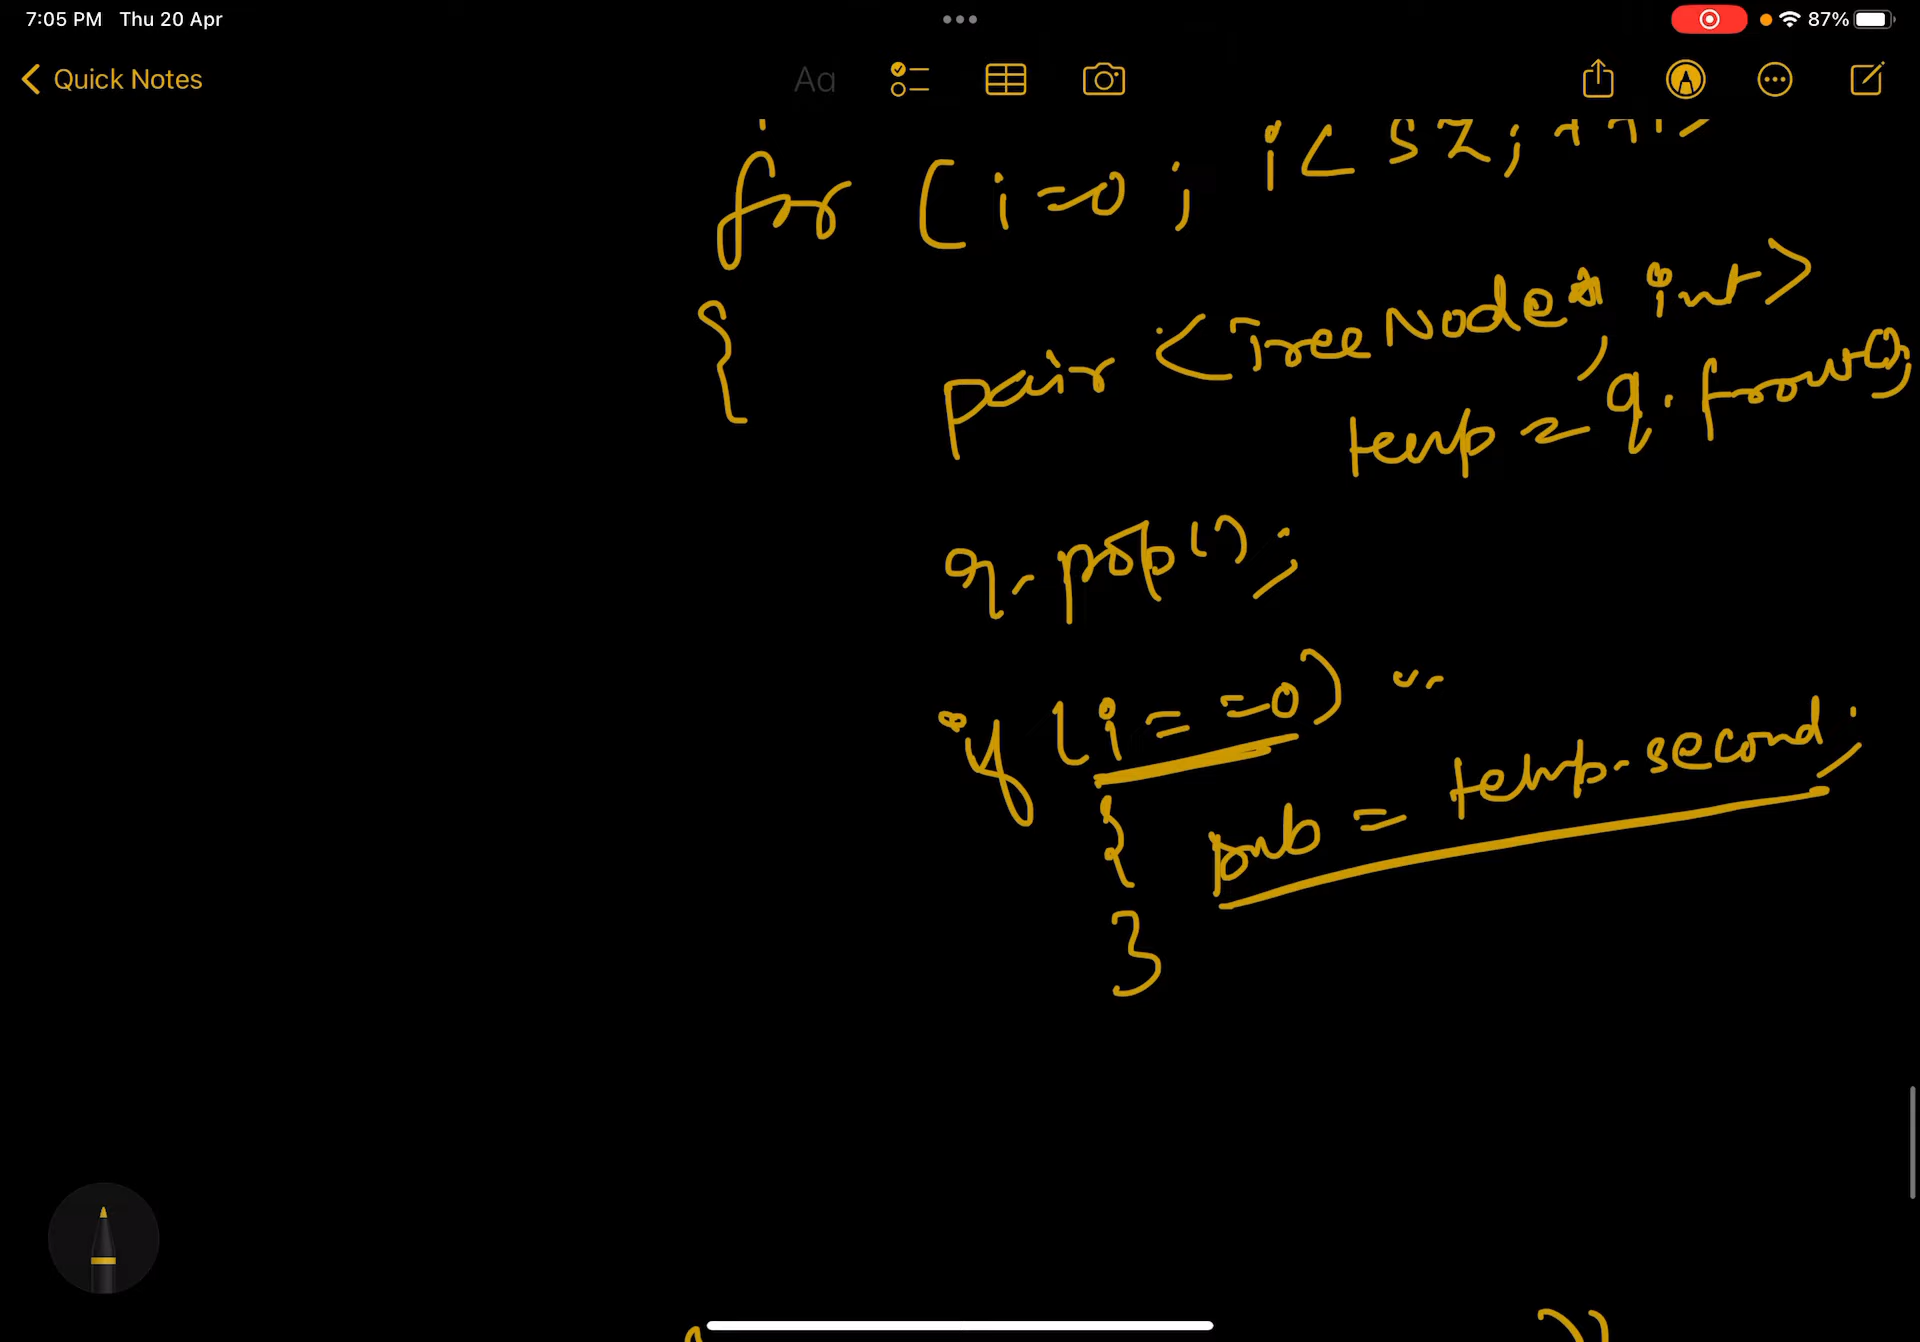 7:05 PM Thu 20 Apr
87%
Quick Notes
Aa
for (i=0; i< sz; ++i)
{
pair <TreeNode*, int>
temp = q.front();
q.pop();
if (i==0)
{ = temp.second;
}